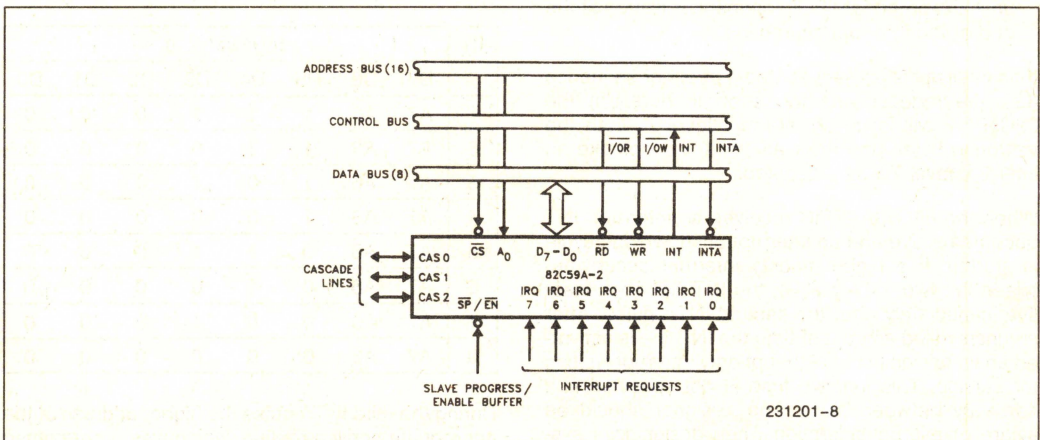 ADDRESS BUS (16)
CONTROL BUS
I/OR I/OW INT INTA
DATA BUS (8)
CS A0 D7 - D0 RD WR INT INTA
82C59A-2
CASCADE LINES
CAS 0
CAS 1
CAS 2
SP / EN
IRQ 7 IRQ 6 IRQ 5 IRQ 4 IRQ 3 IRQ 2 IRQ 1 IRQ 0
SLAVE PROGRESS/
ENABLE BUFFER
INTERRUPT REQUESTS
231201-8